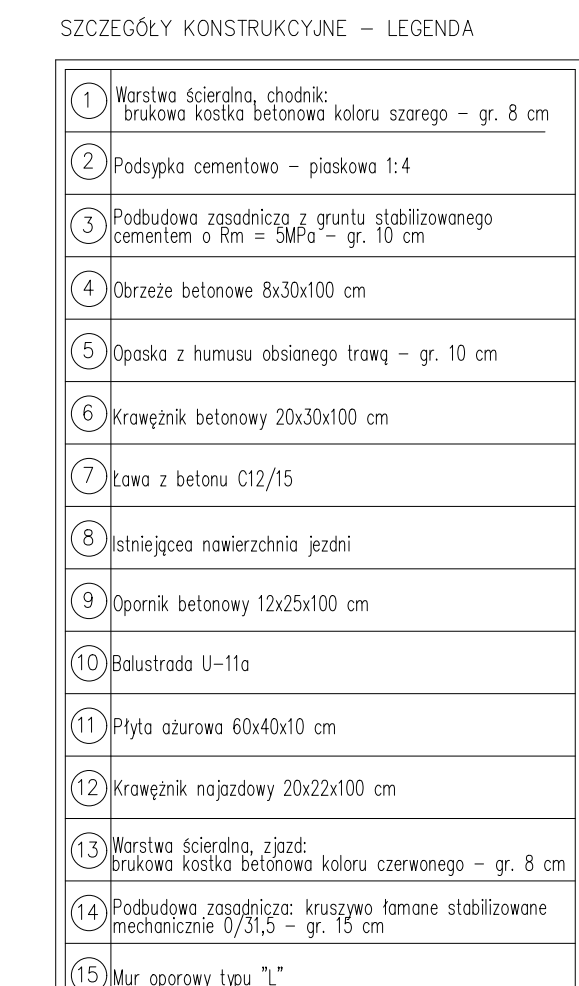 SZCZEGÓŁY KONSTRUKCYJNE – LEGENDA
1 Warstwa ścieralna, chodnik:
brukowa kostka betonowa koloru szarego – gr. 8 cm
2 Podsypka cementowo – piaskowa 1:4
3 Podbudowa zasadnicza z gruntu stabilizowanego
cementem o Rm = 5MPa – gr. 10 cm
4 Obrzeże betonowe 8x30x100 cm
5 Opaska z humusu obsianego trawą – gr. 10 cm
6 Krawężnik betonowy 20x30x100 cm
7 Ława z betonu C12/15
8 Istniejącea nawierzchnia jezdni
9 Opornik betonowy 12x25x100 cm
10 Balustrada U–11a
11 Płyta ażurowa 60x40x10 cm
12 Krawężnik najazdowy 20x22x100 cm
13 Warstwa ścieralna, zjazd:
brukowa kostka betonowa koloru czerwonego – gr. 8 cm
14 Podbudowa zasadnicza: kruszywo łamane stabilizowane
mechanicznie 0/31,5 – gr. 15 cm
15 Mur oporowy typu "L"